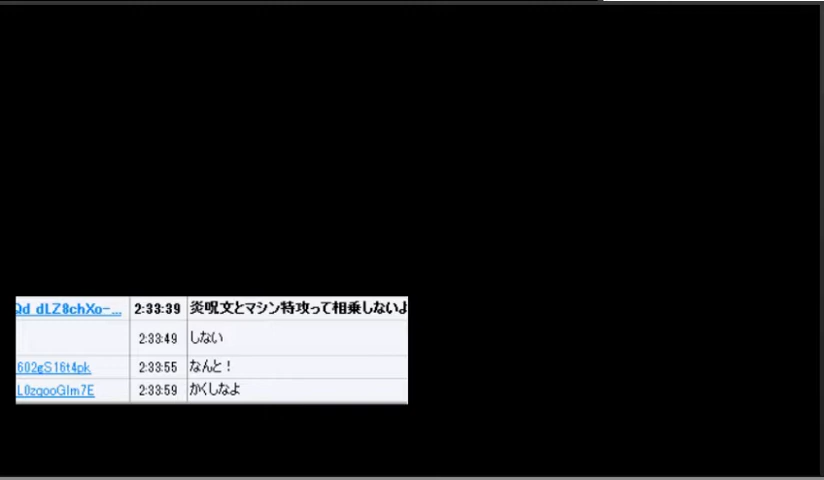 Qd_dLZ8chXo-... 2:33:39 炎呪文とマシン特攻って相乗しないよ
2:33:49 しない
602gS16t4pk 2:33:55 なんと！
L0zqooGlm7E 2:33:59 かくしなよ